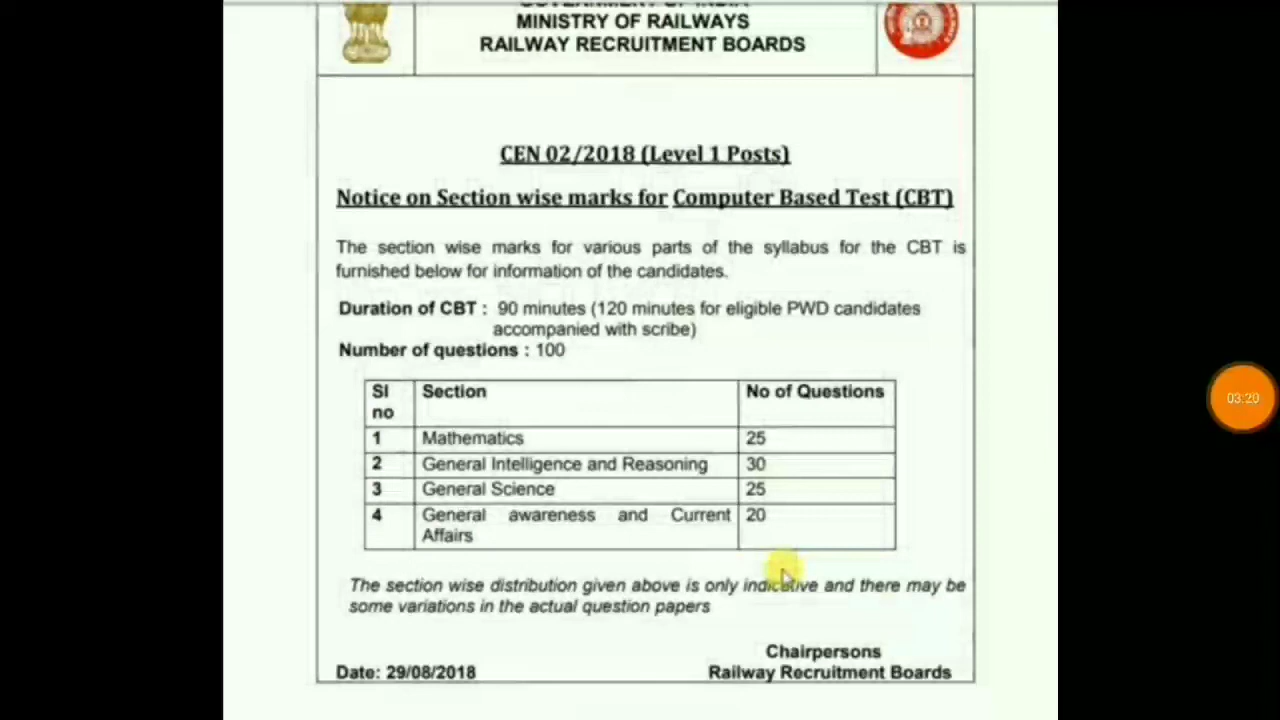 MINISTRY OF RAILWAYS
RAILWAY RECRUITMENT BOARDS
CEN 02/2018 (Level 1 Posts)
Notice on Section wise marks for Computer Based Test (CBT)
The section wise marks for various parts of the syllabus for the CBT is
furnished below for information of the candidates.
Duration of CBT : 90 minutes (120 minutes for eligible PWD candidates
accompanied with scribe)
Number of questions : 100
Sl no Section No of Questions
1 Mathematics 25
2 General Intelligence and Reasoning 30
3 General Science 25
4 General awareness and Current Affairs 20
The section wise distribution given above is only indicative and there may be
some variations in the actual question papers
Chairpersons
Date: 29/08/2018 Railway Recruitment Boards
03:20